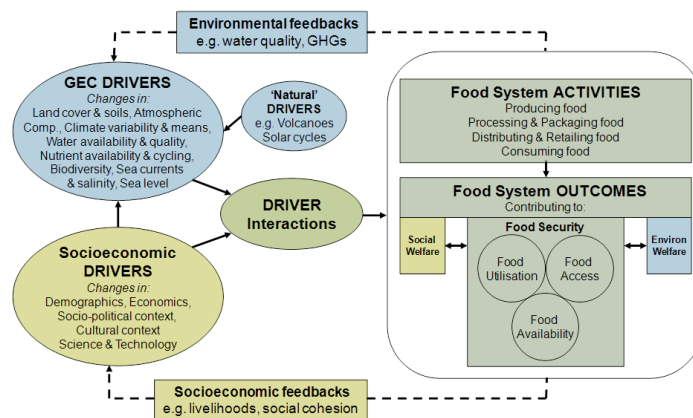 Environmental feedbacks
e.g. water quality, GHGs
GEC DRIVERS
Changes in:
Land cover & soils, Atmospheric
Comp., Climate variability & means,
Water availability & quality,
Nutrient availability & cycling,
Biodiversity, Sea currents
& salinity, Sea level
‘Natural’
DRIVERS
e.g. Volcanoes
Solar cycles
DRIVER
Interactions
Socioeconomic
DRIVERS
Changes in:
Demographics, Economics,
Socio-political context,
Cultural context
Science & Technology
Food System ACTIVITIES
Producing food
Processing & Packaging food
Distributing & Retailing food
Consuming food
Food System OUTCOMES
Contributing to:
Social
Welfare
Food Security
Food
Utilisation
Food
Access
Food
Availability
Environ
Welfare
Socioeconomic feedbacks
e.g. livelihoods, social cohesion